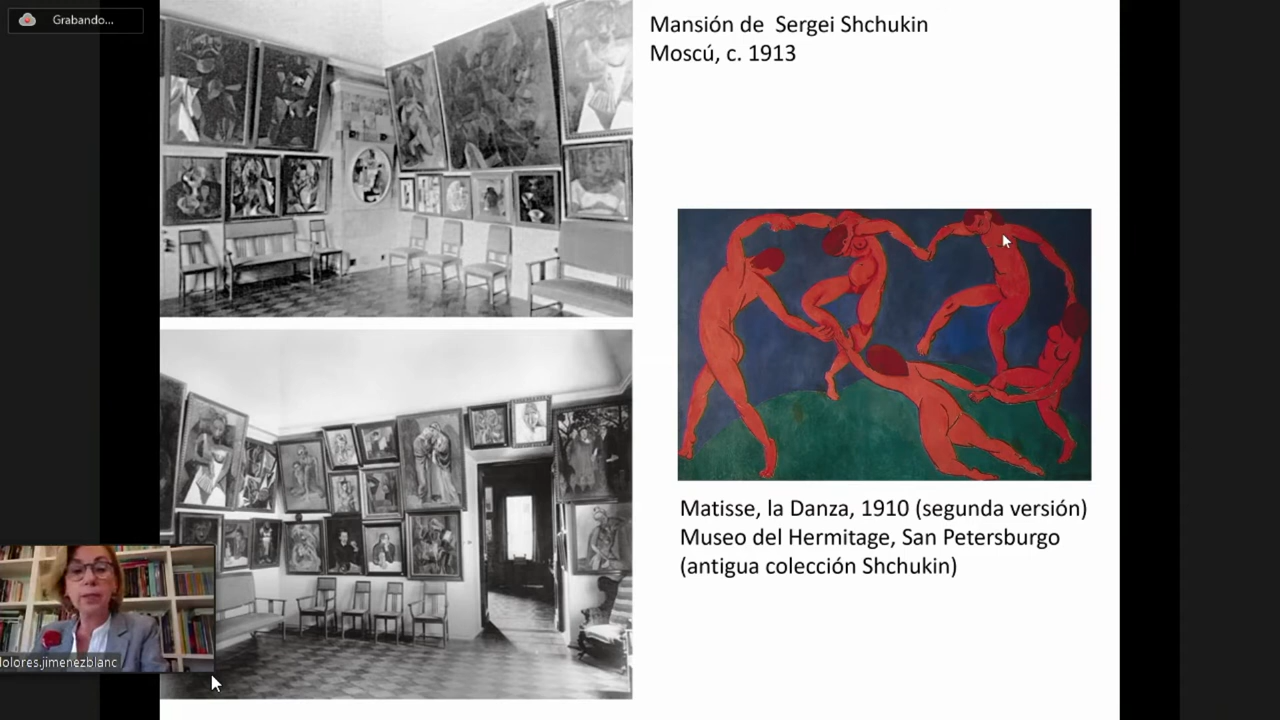 Grabando...
Mansión de Sergei Shchukin
Moscú, c. 1913
Matisse, la Danza, 1910 (segunda versión)
Museo del Hermitage, San Petersburgo
(antigua colección Shchukin)
dolores.jimenezblanc